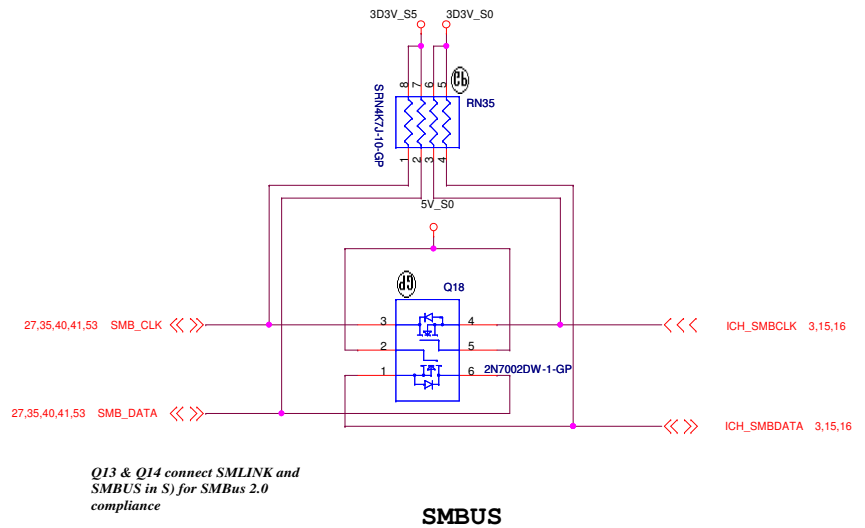 3D3V_S5 3D3V_S0
8 7 6 5
SRN4K7J-10-GP
RN35
1 2 3 4
5V_S0
Q18
27,35,40,41,53 SMB_CLK
3 4
ICH_SMBCLK 3,15,16
2 5
1 6
2N7002DW-1-GP
27,35,40,41,53 SMB_DATA
ICH_SMBDATA 3,15,16
Q13 & Q14 connect SMLINK and
SMBUS in S) for SMBus 2.0
compliance
SMBUS